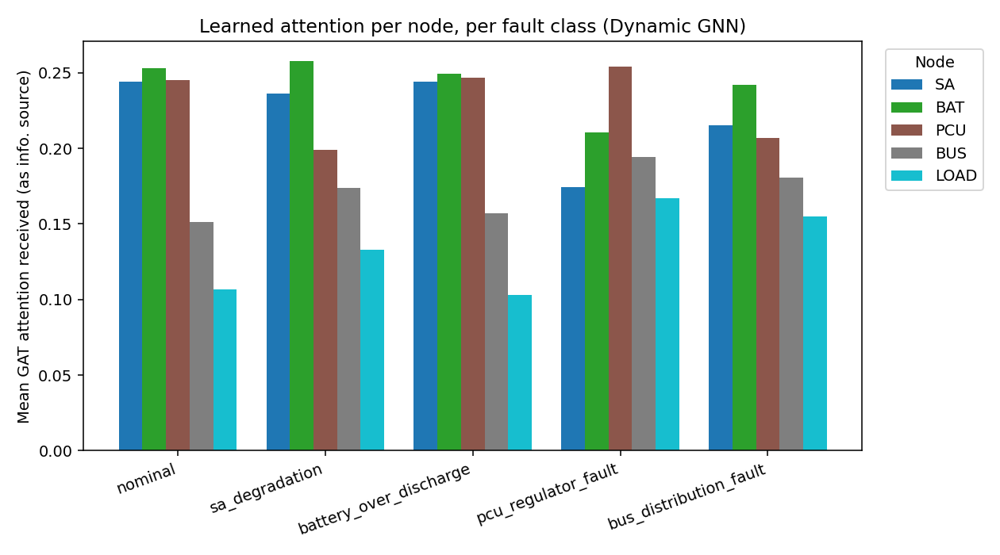 Learned attention per node, per fault class (Dynamic GNN)
Mean GAT attention received (as info. source)
0.25
0.20
0.15
0.10
0.05
0.00
nominal
sa_degradation
battery_over_discharge
pcu_regulator_fault
bus_distribution_fault
Node
SA
BAT
PCU
BUS
LOAD